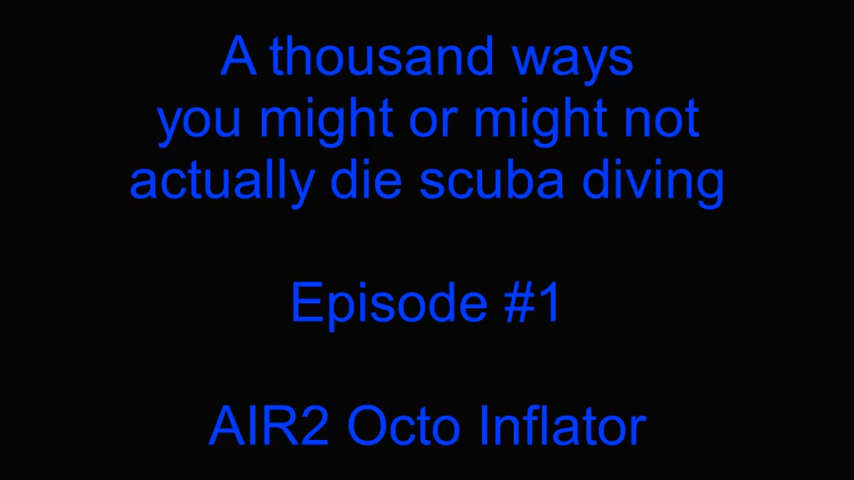 A thousand ways
you might or might not
actually die scuba diving
Episode #1
AIR2 Octo Inflator